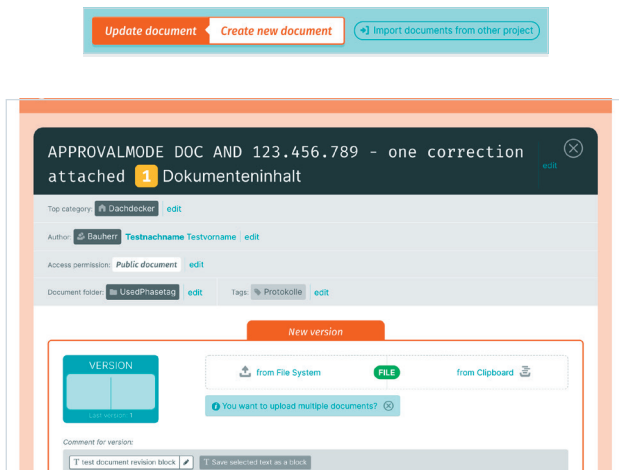 Update document Create new document Import documents from other project
APPROVALMODE DOC AND 123.456.789 - one correction
attached 1 Dokumenteninhalt
edit
Top category: Dachdecker edit
Author: Bauherr Testnachname Testvorname edit
Access permission: Public document edit
Document folder: UsedPhasetag edit Tags: Protokolle edit
New version
VERSION
from File System FILE from Clipboard
You want to upload multiple documents?
Last version: 1
Comment for version:
T test document revision block T Save selected text as a block